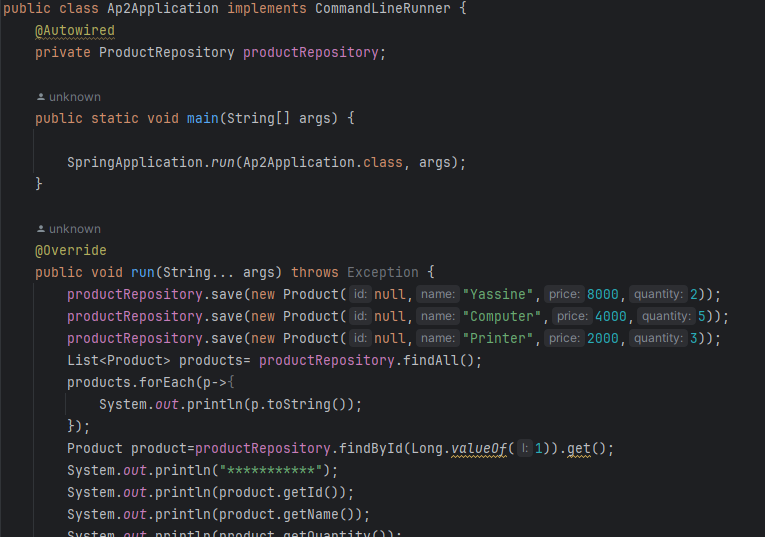 public class Ap2Application implements CommandLineRunner {
@Autowired
private ProductRepository productRepository;
unknown
public static void main(String[] args) {
SpringApplication.run(Ap2Application.class, args);
}
unknown
@Override
public void run(String... args) throws Exception {
productRepository.save(new Product( id: null, name: "Yassine", price: 8000, quantity: 2));
productRepository.save(new Product( id: null, name: "Computer", price: 4000, quantity: 5));
productRepository.save(new Product( id: null, name: "Printer", price: 2000, quantity: 3));
List<Product> products= productRepository.findAll();
products.forEach(p->{
System.out.println(p.toString());
});
Product product=productRepository.findById(Long.valueOf( l: 1)).get();
System.out.println("***********");
System.out.println(product.getId());
System.out.println(product.getName());
System.out.println(product.getQuantity());